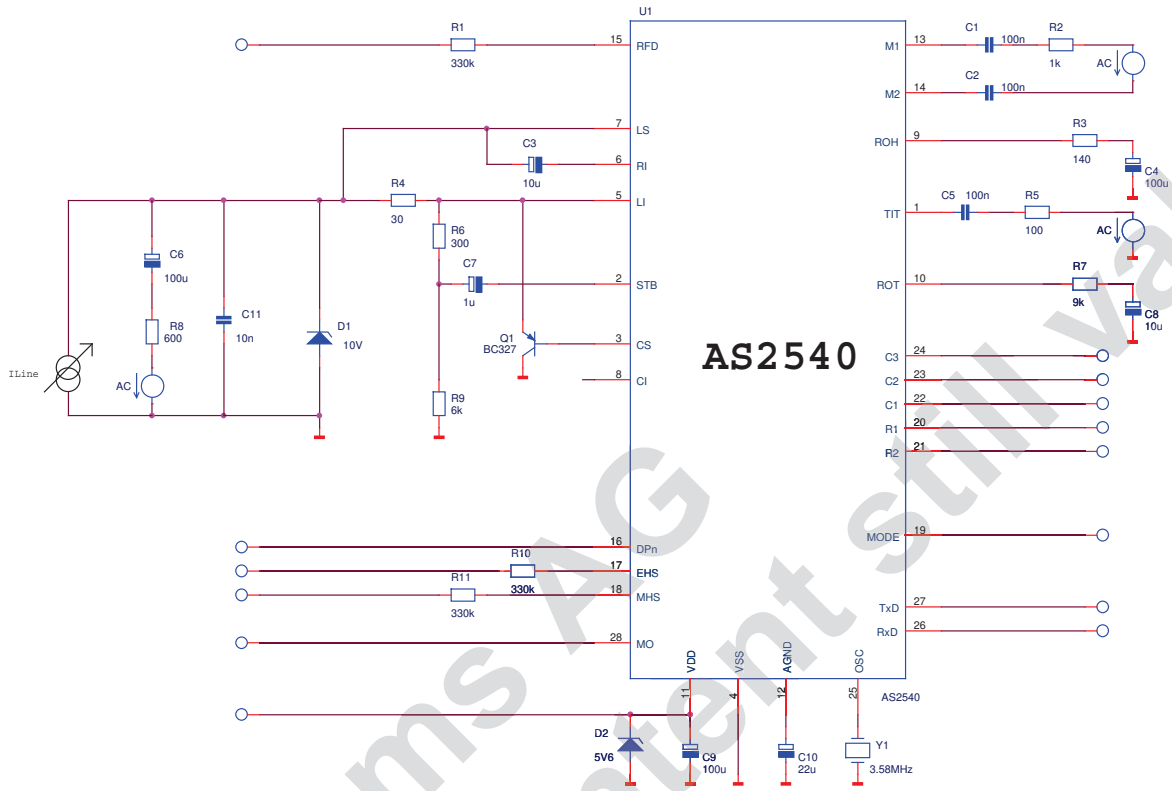 U1
R1
330k
15
RFD
M1
13
C1
100n
R2
1k
AC
M2
14
C2
100n
7
LS
C3
10u
6
RI
ROH
9
R3
140
C4
100u
R4
30
5
LI
TIT
1
C5
100n
R5
100
AC
C6
100u
R6
300
C7
1u
2
STB
ROT
10
R7
9k
C8
10u
R8
600
C11
10n
D1
10V
Q1
BC327
3
CS
8
CI
AS2540
C3
24
C2
23
C1
22
R1
20
R2
21
ILine
AC
R9
6k
16
DPn
R10
330k
17
EHS
R11
330k
18
MHS
28
MO
MODE
19
TxD
27
RxD
26
VDD
VSS
AGND
OSC
11
4
12
25
AS2540
D2
5V6
C9
100u
C10
22u
Y1
3.58MHz
ms AG
tent still val